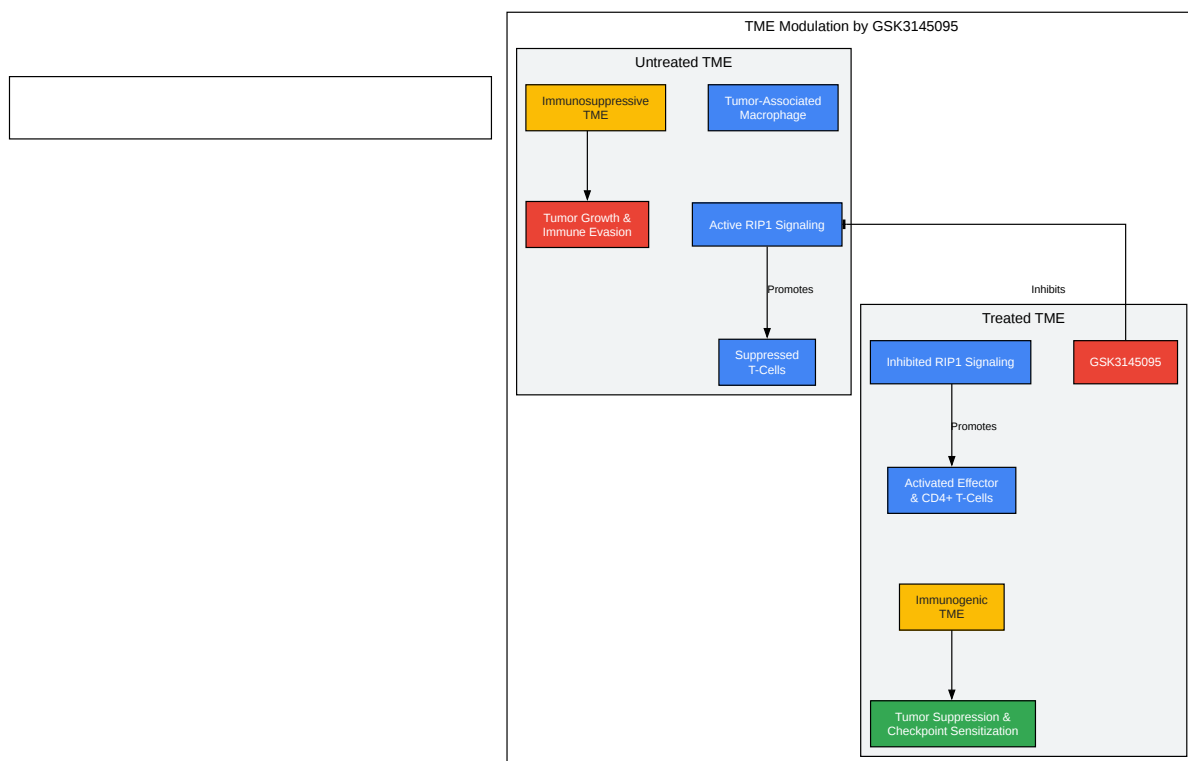 TME Modulation by GSK3145095
Untreated TME
Immunosuppressive
TME
Tumor-Associated
Macrophage
Tumor Growth &
Immune Evasion
Active RIP1 Signaling
Promotes
Suppressed
T-Cells
Inhibits
Treated TME
Inhibited RIP1 Signaling
GSK3145095
Promotes
Activated Effector
& CD4+ T-Cells
Immunogenic
TME
Tumor Suppression &
Checkpoint Sensitization